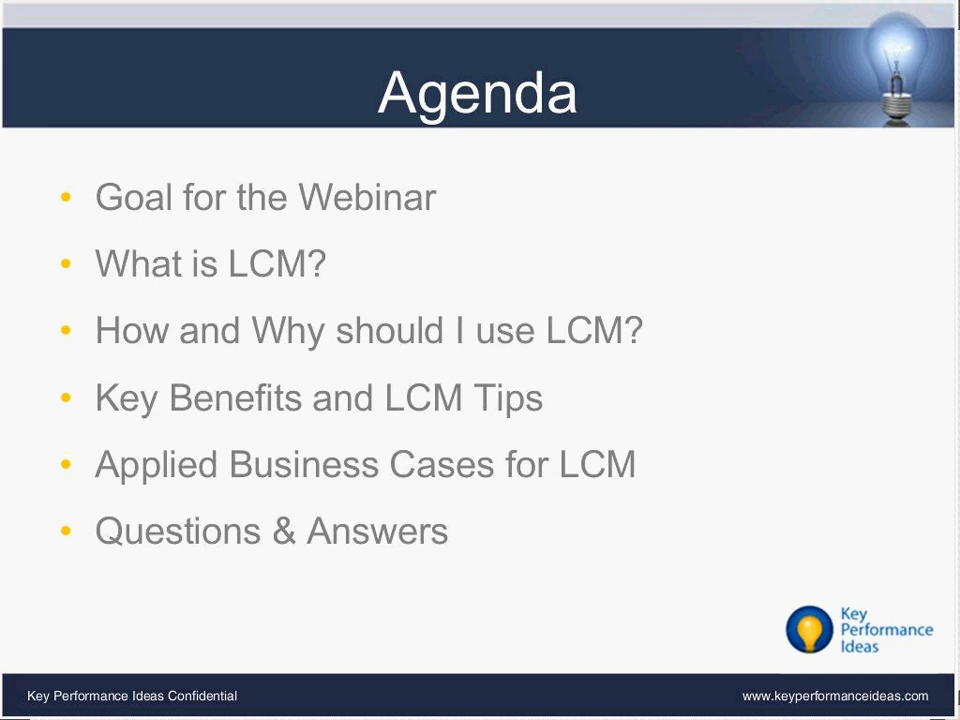 Agenda
• Goal for the Webinar
• What is LCM?
• How and Why should I use LCM?
• Key Benefits and LCM Tips
• Applied Business Cases for LCM
• Questions & Answers
Key
Performance
Ideas
Key Performance Ideas Confidential
www.keyperformanceideas.com